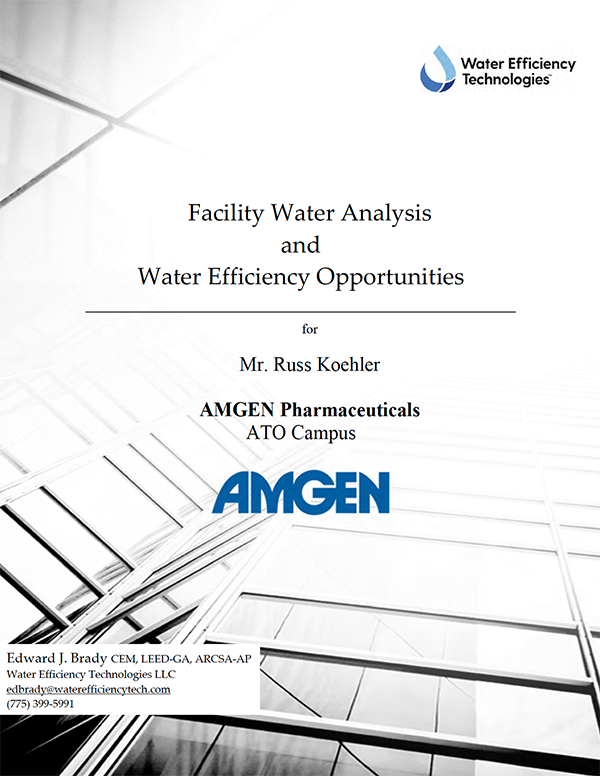 Water Efficiency
Technologies™
Facility Water Analysis
and
Water Efficiency Opportunities
for
Mr. Russ Koehler
AMGEN Pharmaceuticals
ATO Campus
AMGEN
Edward J. Brady CEM, LEED-GA, ARCSA-AP
Water Efficiency Technologies LLC
edbrady@waterefficiencytech.com
(775) 399-5991